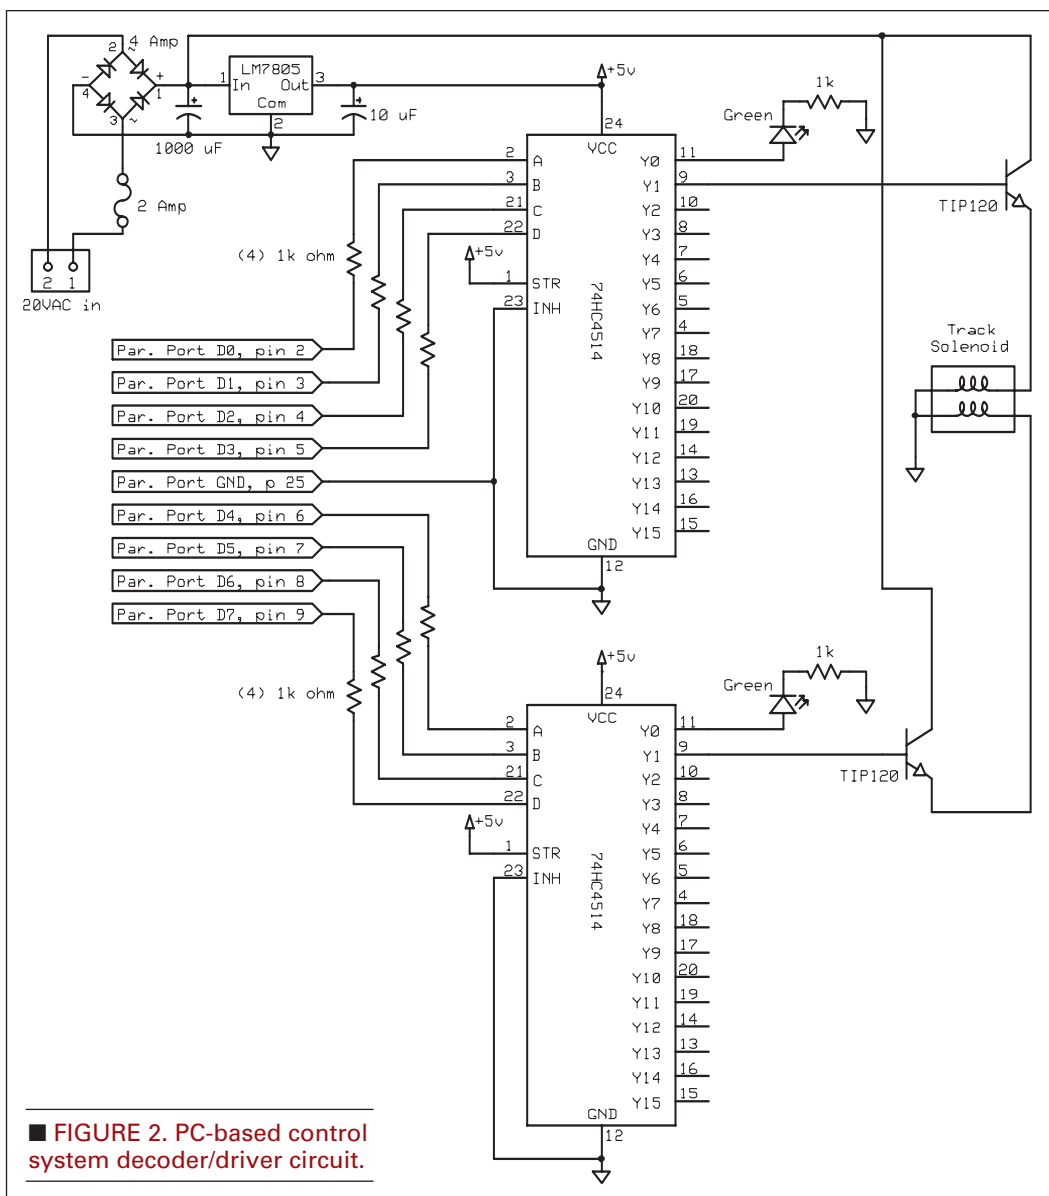 4 Amp
2
~
-
4
+
1
3
~
LM7805
1
In
Out
3
Com
2
1000 uF
10 uF
2 Amp
2 1
20VAC in
+5v
24
VCC
2
A
3
B
21
C
22
D
+5v
1
STR
23
INH
74HC4514
Y0
11
Y1
9
Y2
10
Y3
8
Y4
7
Y5
6
Y6
5
Y7
4
Y8
18
Y9
17
Y10
20
Y11
19
Y12
14
Y13
13
Y14
16
Y15
15
GND
12
Green
1k
TIP120
Track
Solenoid
(4) 1k ohm
Par. Port D0, pin 2
Par. Port D1, pin 3
Par. Port D2, pin 4
Par. Port D3, pin 5
Par. Port GND, p 25
Par. Port D4, pin 6
Par. Port D5, pin 7
Par. Port D6, pin 8
Par. Port D7, pin 9
(4) 1k ohm
+5v
24
VCC
2
A
3
B
21
C
22
D
+5v
1
STR
23
INH
74HC4514
Y0
11
Y1
9
Y2
10
Y3
8
Y4
7
Y5
6
Y6
5
Y7
4
Y8
18
Y9
17
Y10
20
Y11
19
Y12
14
Y13
13
Y14
16
Y15
15
GND
12
Green
1k
TIP120
■ FIGURE 2. PC-based control
system decoder/driver circuit.